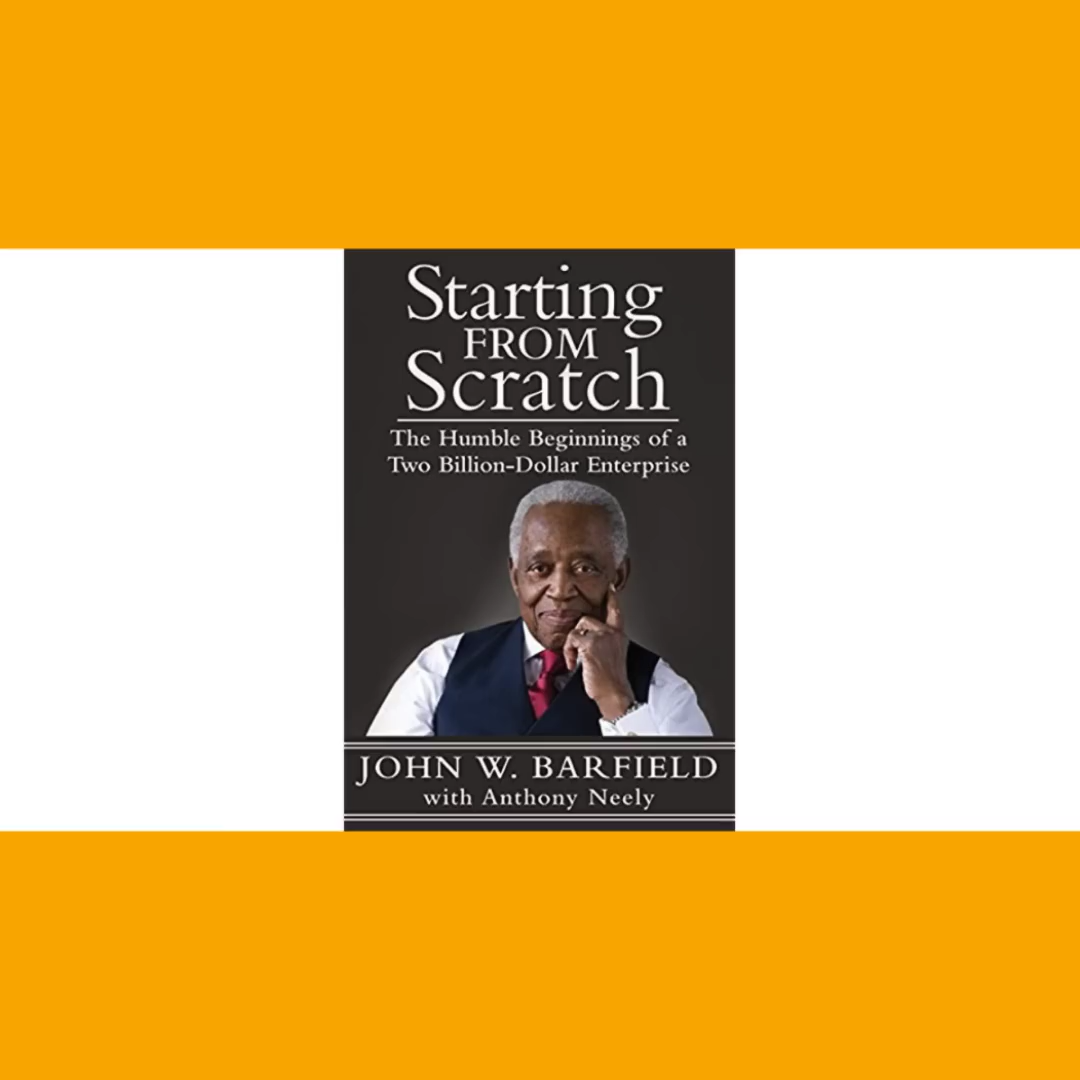 Starting
FROM
Scratch
The Humble Beginnings of a
Two Billion-Dollar Enterprise
JOHN W. BARFIELD
with Anthony Neely